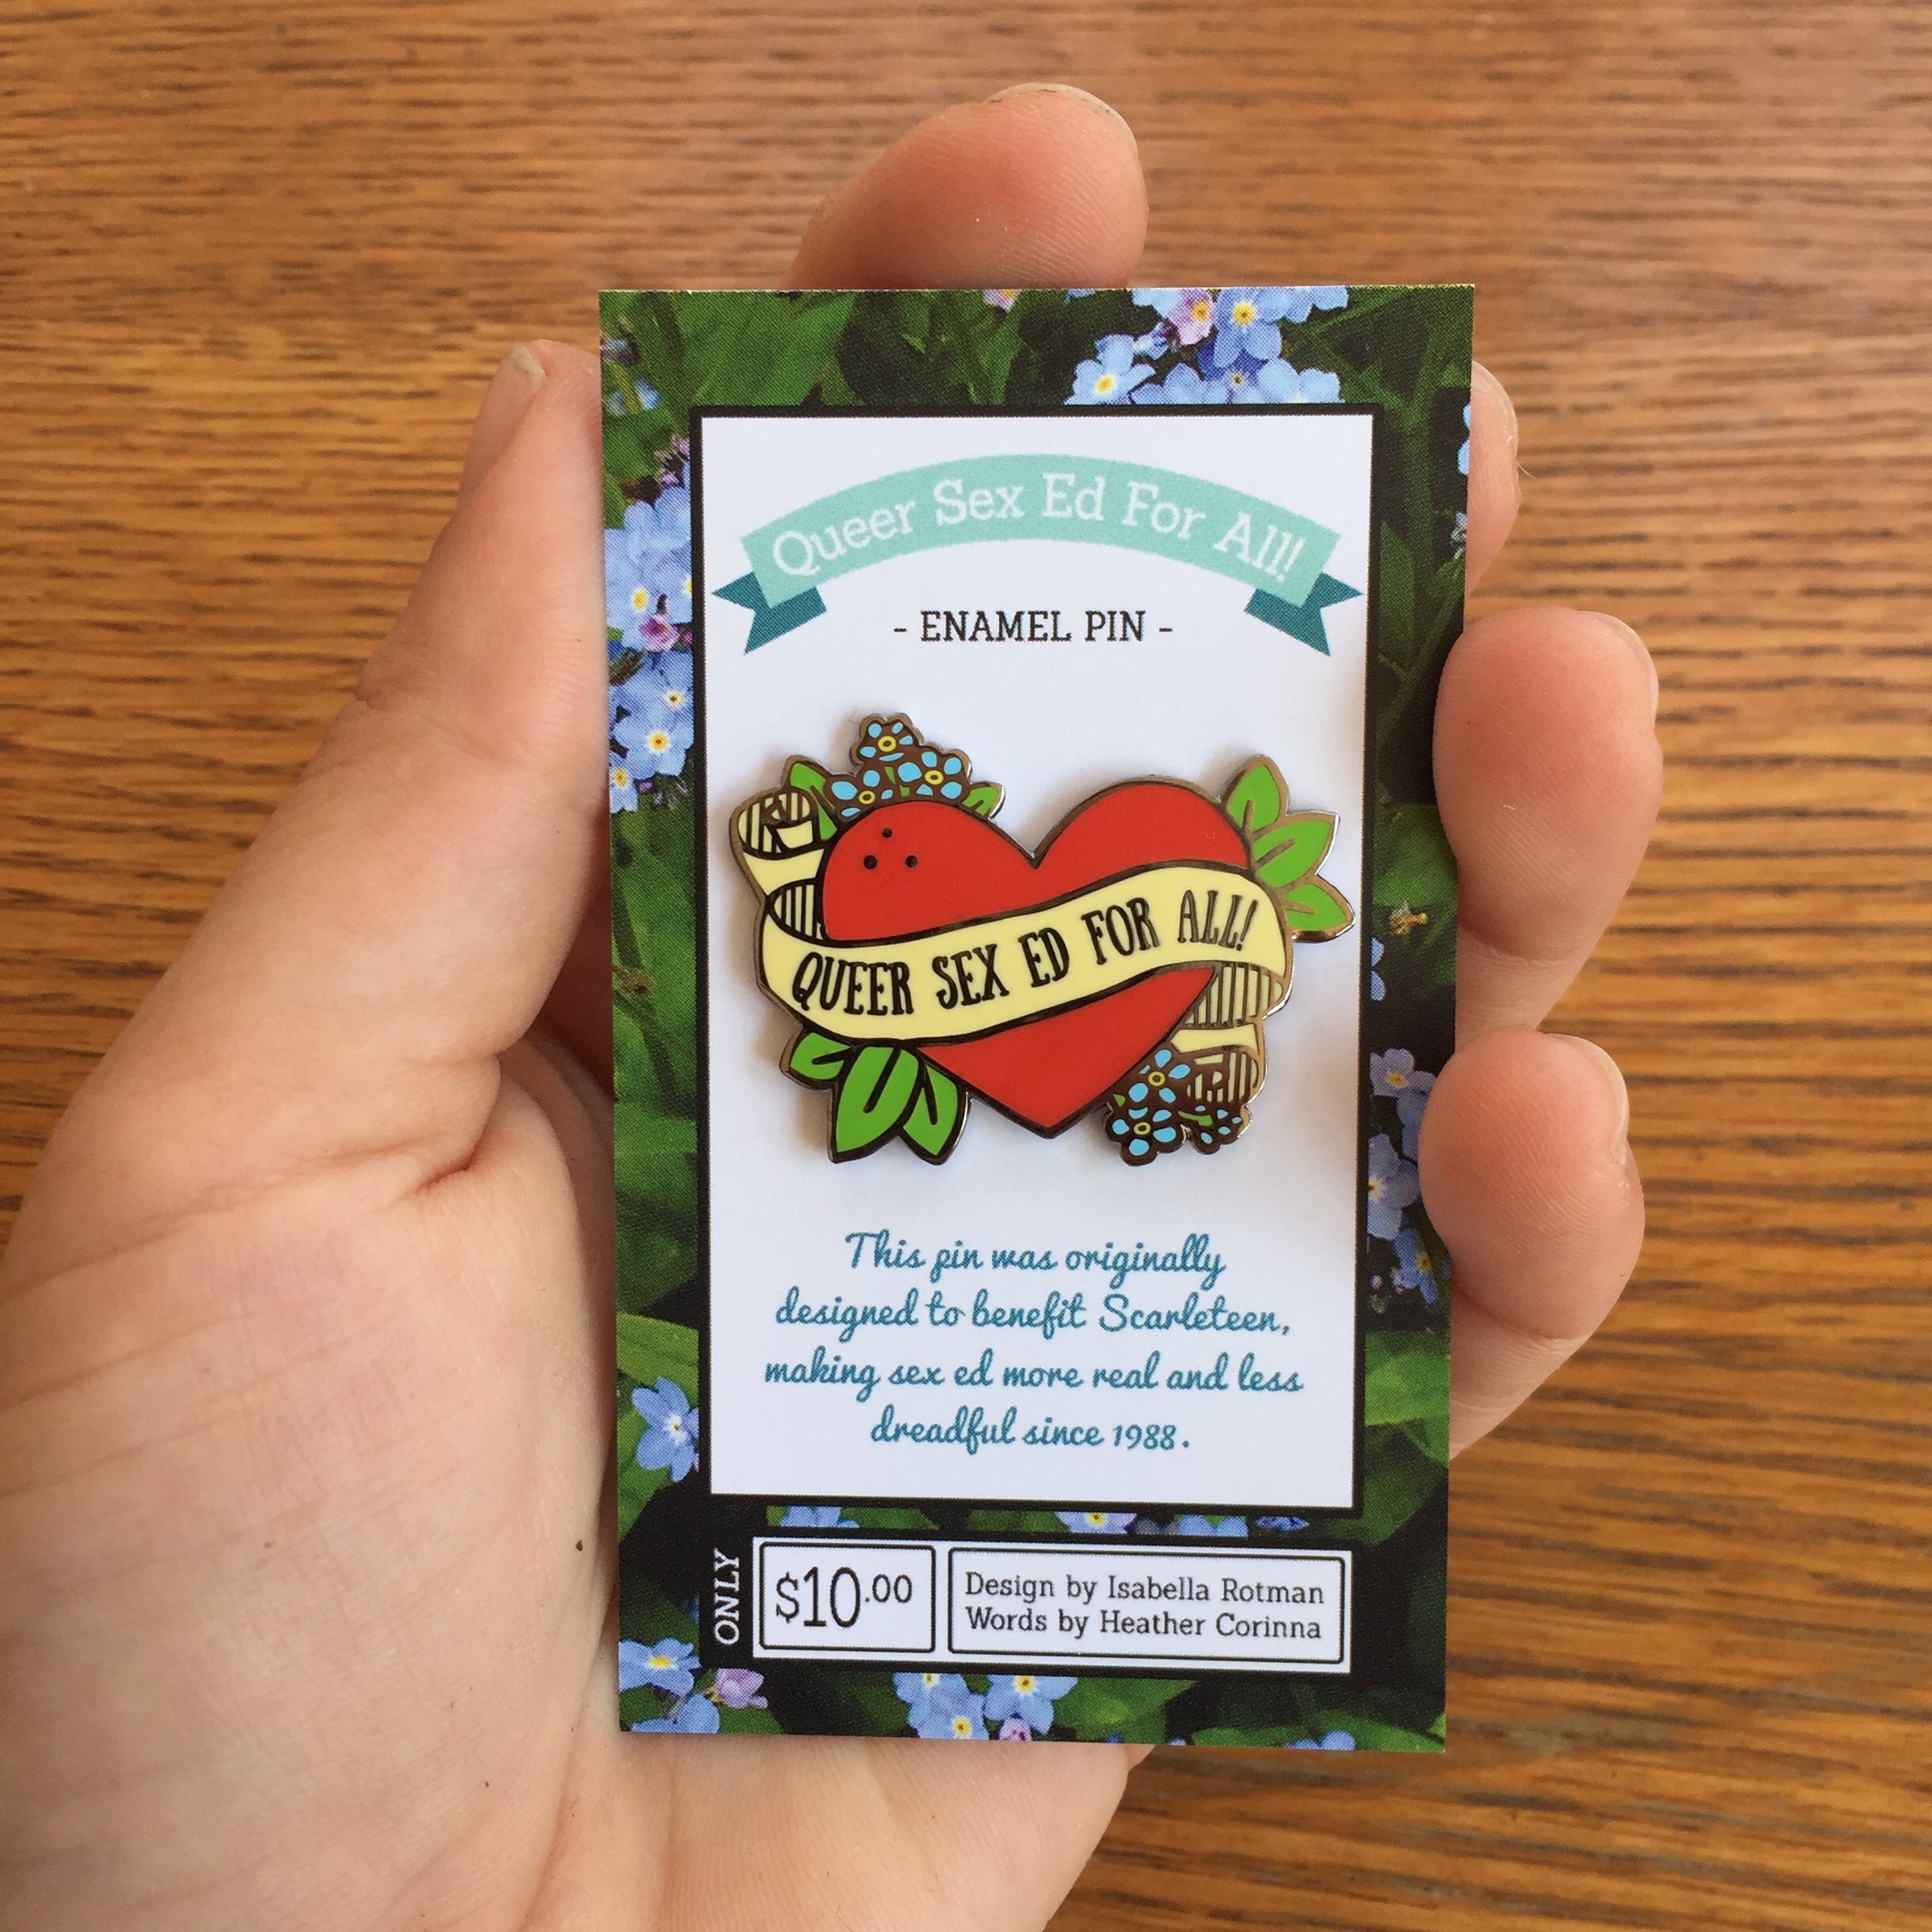 Queer Sex Ed For All!
- ENAMEL PIN -
QUEER SEX ED FOR ALL!
This pin was originally
designed to benefit Scarleteen,
making sex ed more real and less
dreadful since 1988.
ONLY
$10.00
Design by Isabella Rotman
Words by Heather Corinna